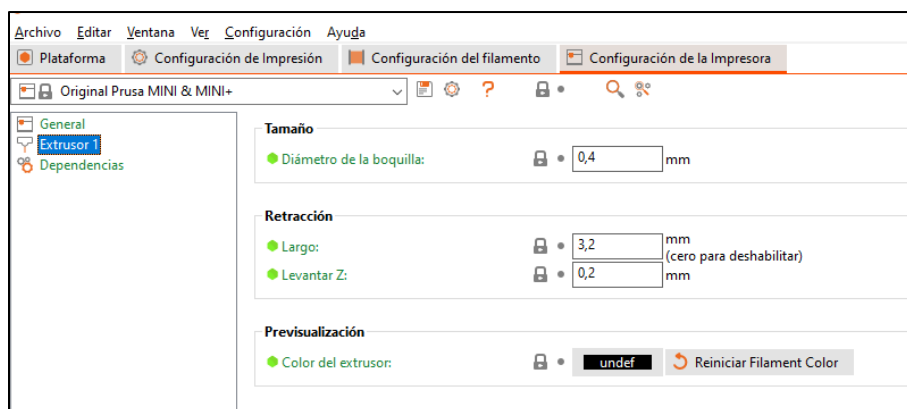 Archivo Editar Ventana Ver Configuración Ayuda
Plataforma Configuración de Impresión Configuración del filamento Configuración de la Impresora
Original Prusa MINI & MINI+ ?
General
Extrusor 1
Dependencias
Tamaño
Diámetro de la boquilla: 0,4 mm
Retracción
Largo: 3,2 mm
(cero para deshabilitar)
Levantar Z: 0,2 mm
Previsualización
Color del extrusor: undef Reiniciar Filament Color